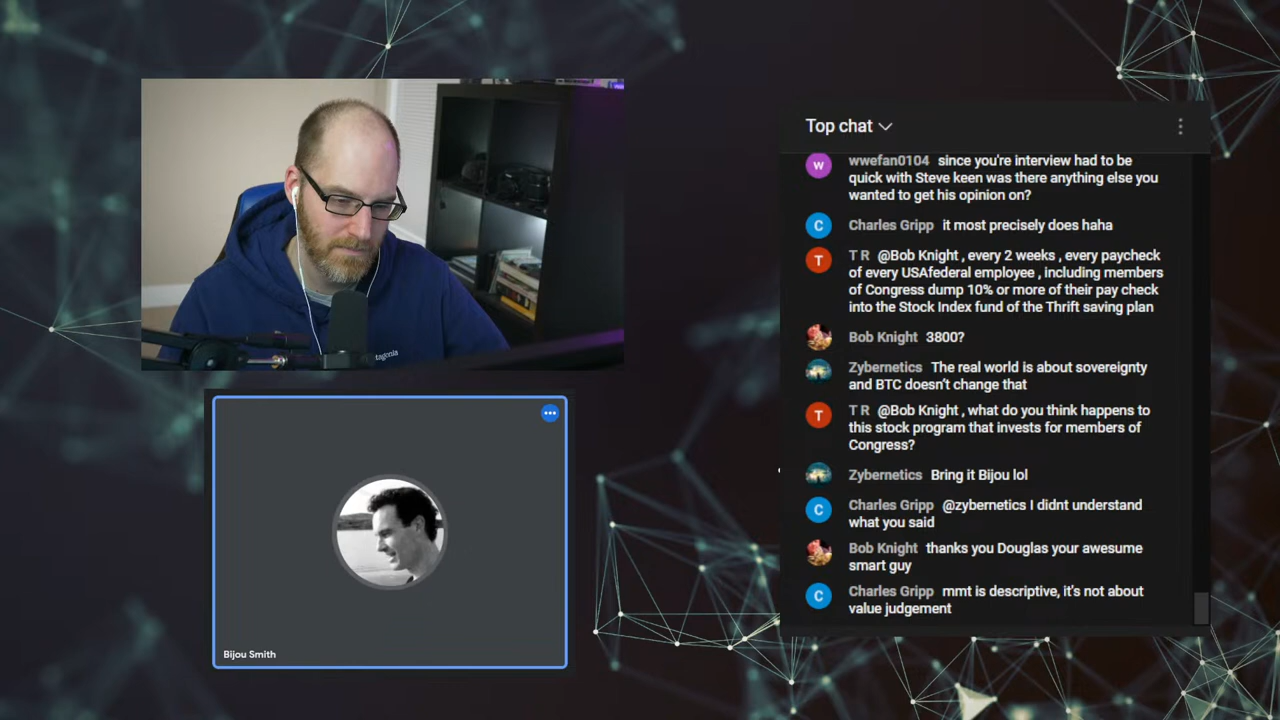 Top chat
W
wwefan0104 since you're interview had to be
quick with Steve keen was there anything else you
wanted to get his opinion on?
C
Charles Gripp it most precisely does haha
T
T R @Bob Knight , every 2 weeks , every paycheck
of every USAfederal employee , including members
of Congress dump 10% or more of their pay check
into the Stock Index fund of the Thrift saving plan
Bob Knight 3800?
Zybernetics The real world is about sovereignty
and BTC doesn't change that
T
T R @Bob Knight , what do you think happens to
this stock program that invests for members of
Congress?
Zybernetics Bring it Bijou lol
C
Charles Gripp @zybernetics I didnt understand
what you said
Bob Knight thanks you Douglas your awesume
smart guy
C
Charles Gripp mmt is descriptive, it's not about
value judgement
tagonia
Bijou Smith